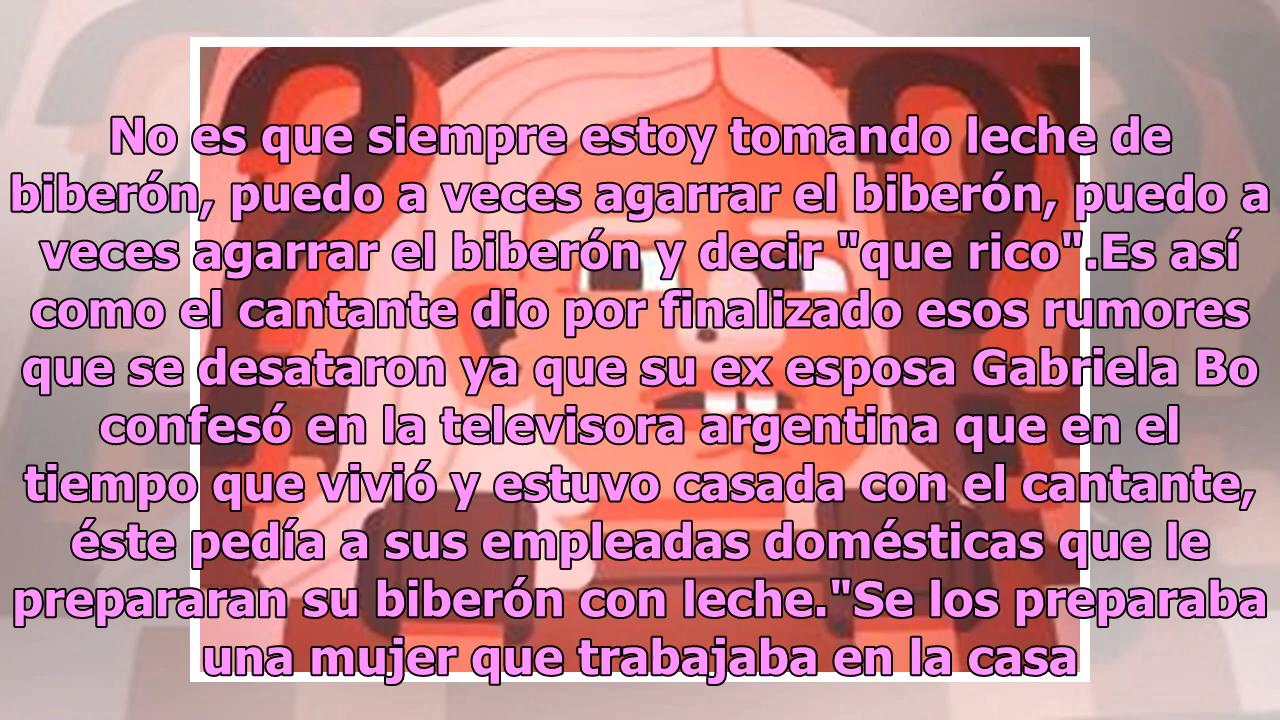 No es que siempre estoy tomando leche de
biberón, puedo a veces agarrar el biberón, puedo a
veces agarrar el biberón y decir "que rico".Es así
como el cantante dio por finalizado esos rumores
que se desataron ya que su ex esposa Gabriela Bo
confesó en la televisora argentina que en el
tiempo que vivió y estuvo casada con el cantante,
éste pedía a sus empleadas domésticas que le
prepararan su biberón con leche."Se los preparaba
una mujer que trabajaba en la casa